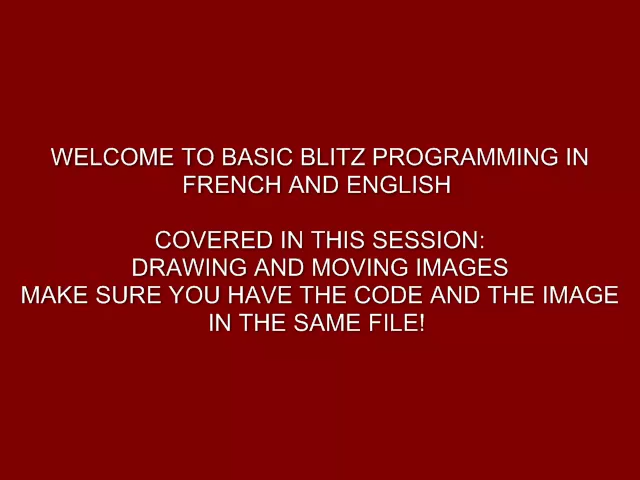 WELCOME TO BASIC BLITZ PROGRAMMING IN
FRENCH AND ENGLISH
COVERED IN THIS SESSION:
DRAWING AND MOVING IMAGES
MAKE SURE YOU HAVE THE CODE AND THE IMAGE
IN THE SAME FILE!